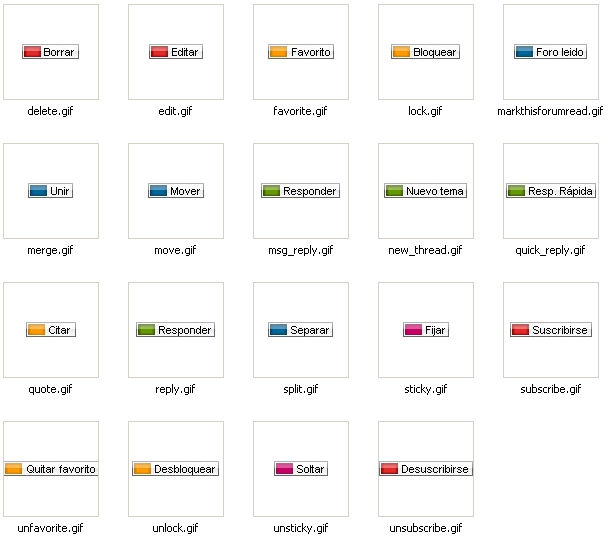 Borrar Editar Favorito Bloquear Foro leido
delete.gif edit.gif favorite.gif lock.gif markthisforumread.gif
Unir Mover Responder Nuevo tema Resp. Rápida
merge.gif move.gif msg_reply.gif new_thread.gif quick_reply.gif
Citar Responder Separar Fijar Suscribirse
quote.gif reply.gif split.gif sticky.gif subscribe.gif
Quitar favorito Desbloquear Soltar Desuscribirse
unfavorite.gif unlock.gif unsticky.gif unsubscribe.gif